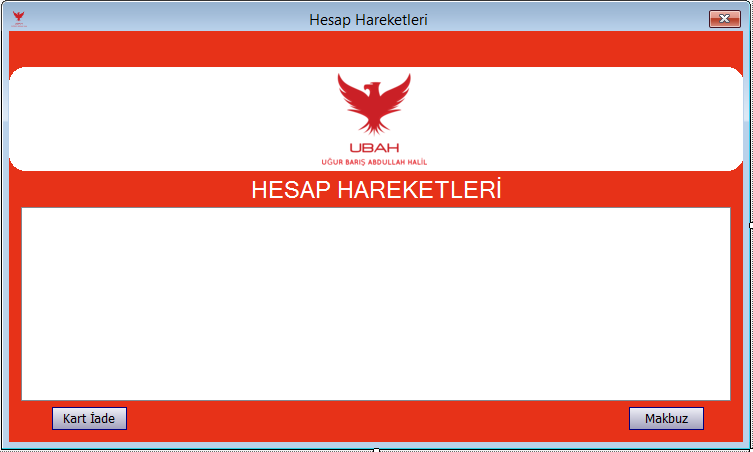 Hesap Hareketleri
UBAH
UĞUR BARIŞ ABDULLAH HALİL
HESAP HAREKETLERİ
Kart İade
Makbuz